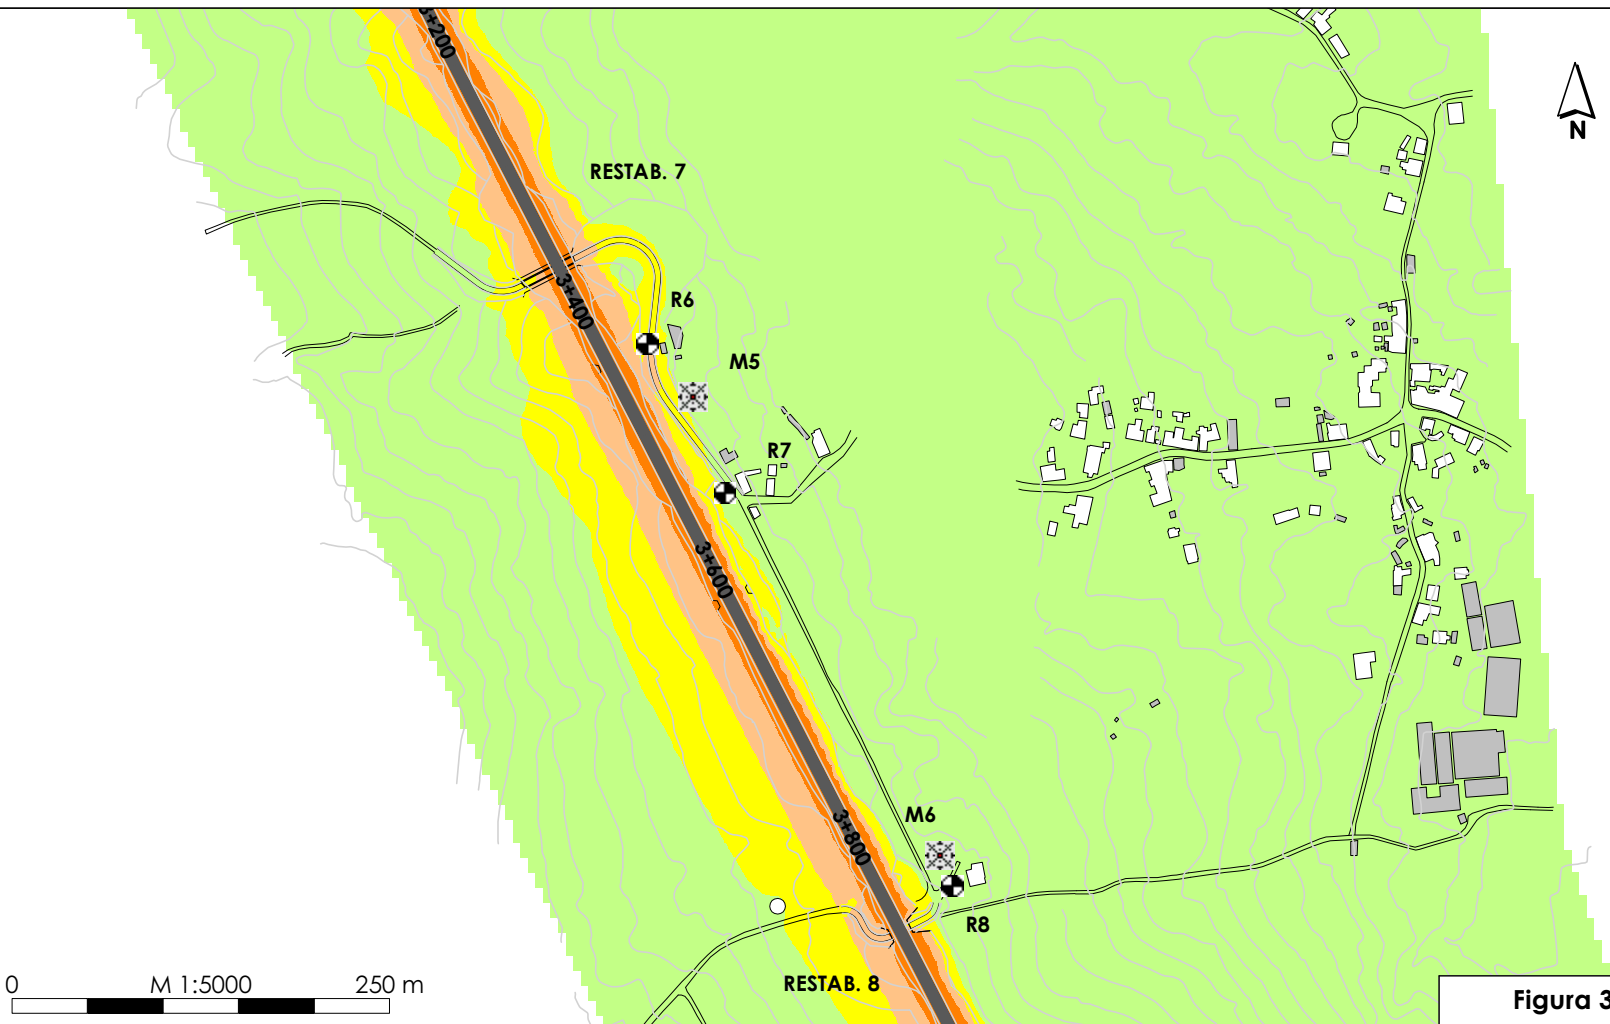 3+200
N
RESTAB. 7
3+400
R6
M5
R7
3+600
M6
3+800
R8
RESTAB. 8
0 M 1:5000 250 m
Figura 3